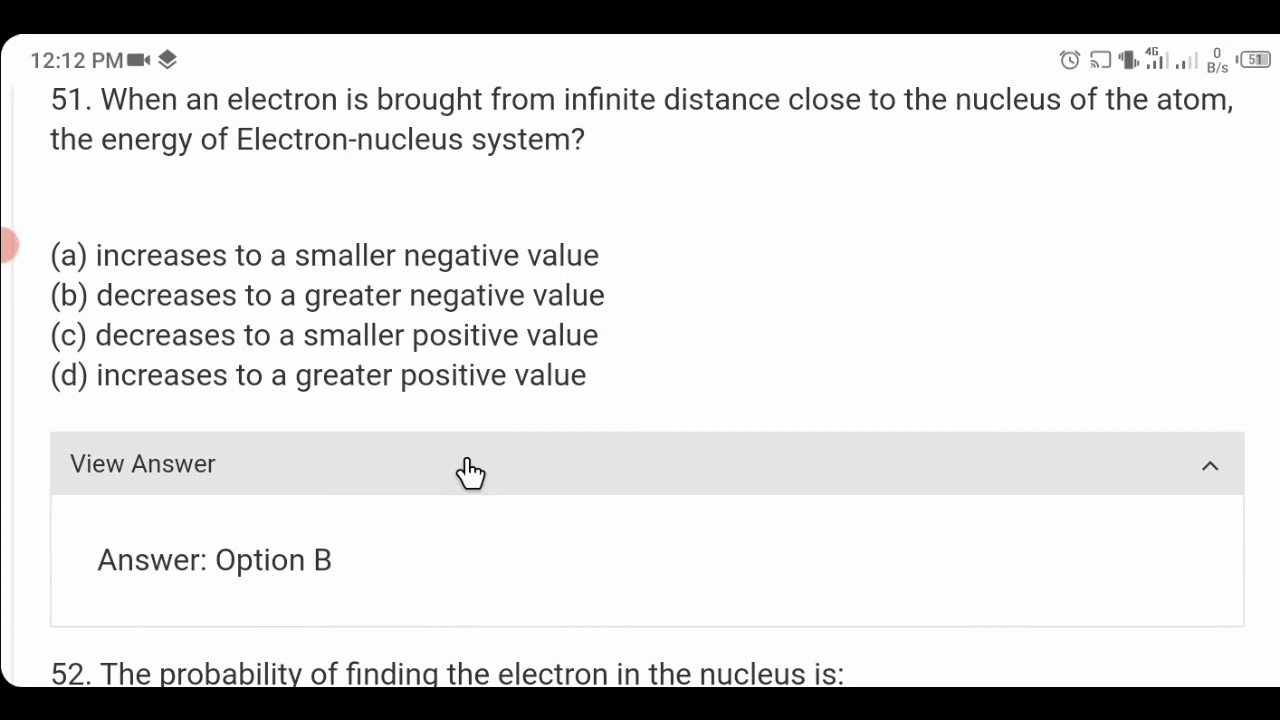 12:12 PM
4G
0
B/s
51
51. When an electron is brought from infinite distance close to the nucleus of the atom,
the energy of Electron-nucleus system?
(a) increases to a smaller negative value
(b) decreases to a greater negative value
(c) decreases to a smaller positive value
(d) increases to a greater positive value
View Answer
Answer: Option B
52. The probability of finding the electron in the nucleus is: